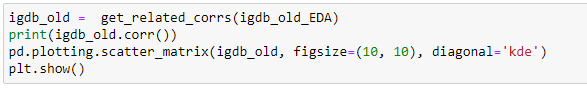 igdb_old =  get_related_corrs(igdb_old_EDA)
print(igdb_old.corr())
pd.plotting.scatter_matrix(igdb_old, figsize=(10, 10), diagonal='kde')
plt.show()